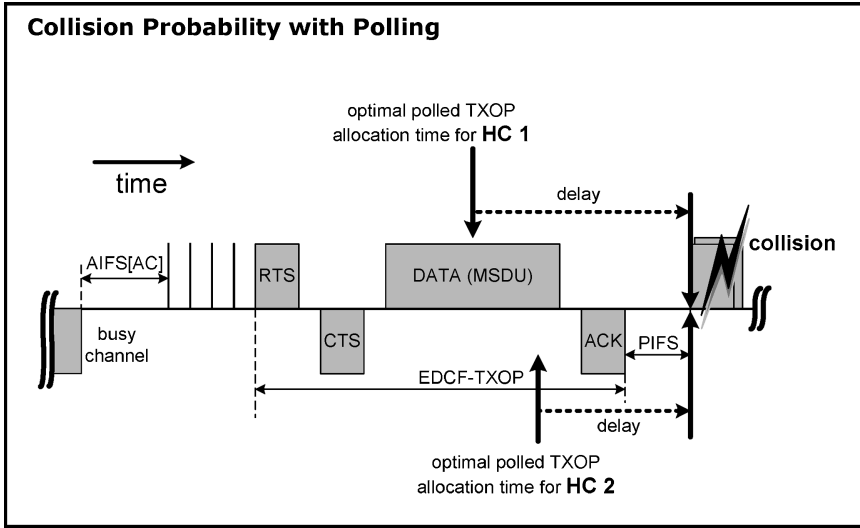 Collision Probability with Polling
optimal polled TXOP
allocation time for HC 1
time
delay
collision
AIFS[AC]
RTS
DATA (MSDU)
busy
channel
CTS
ACK
PIFS
EDCF-TXOP
delay
optimal polled TXOP
allocation time for HC 2